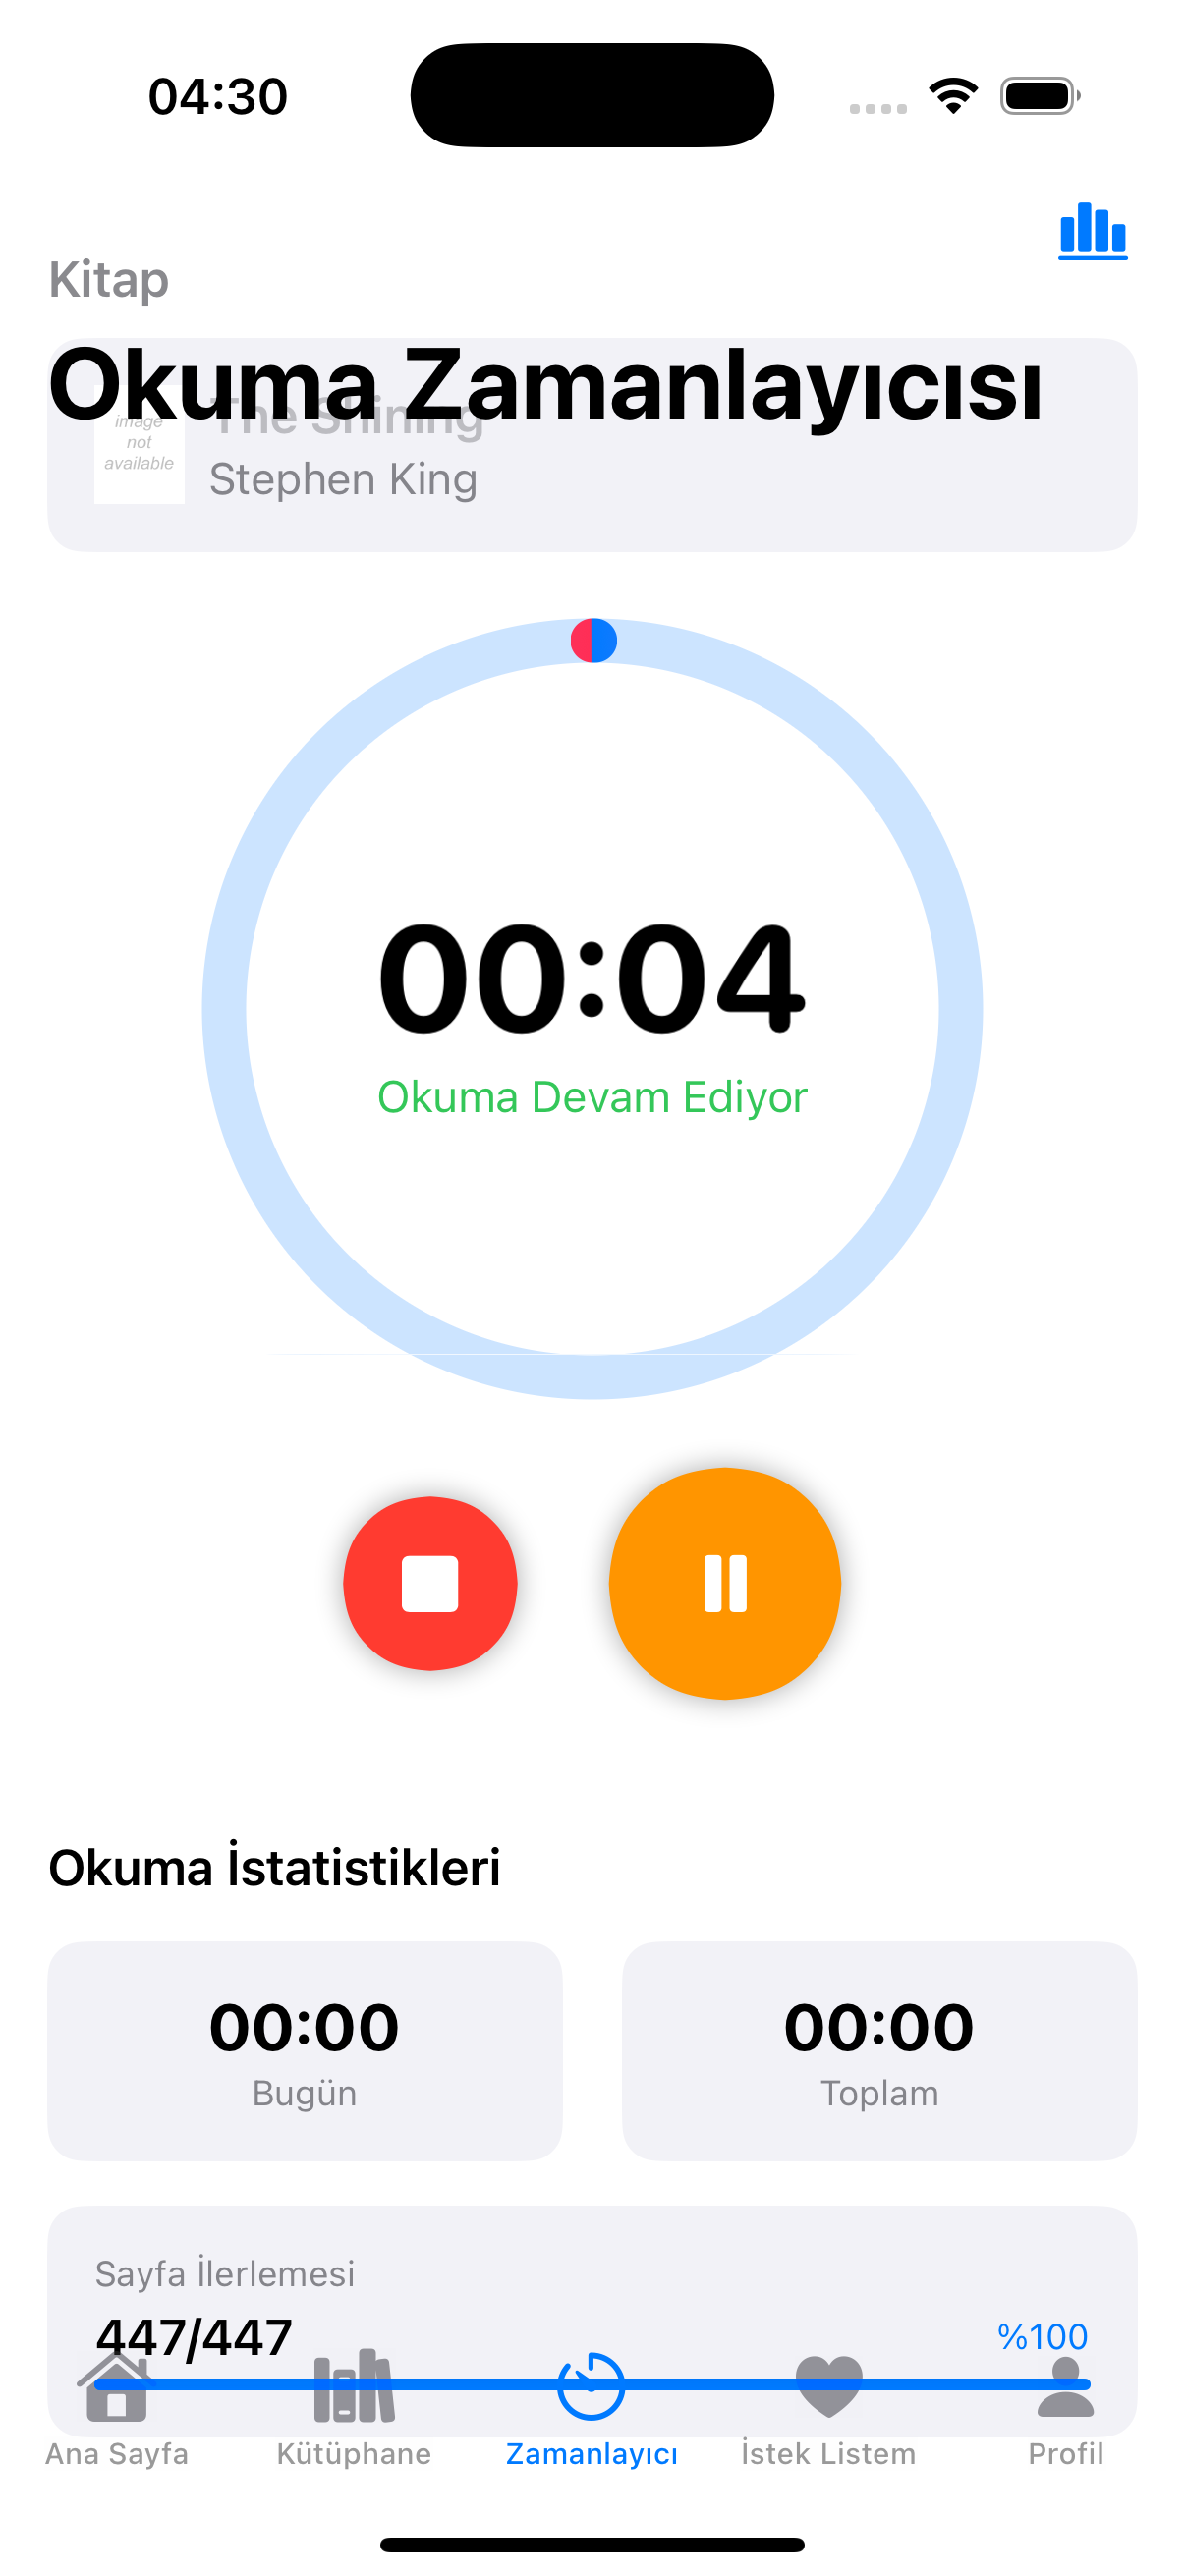 04:30
Kitap
Okuma Zamanlayıcısı
image
not
available
The Shining
Stephen King
00:04
Okuma Devam Ediyor
Okuma İstatistikleri
00:00
Bugün
00:00
Toplam
Sayfa İlerlemesi
447/447
%100
Ana Sayfa
Kütüphane
Zamanlayıcı
İstek Listem
Profil